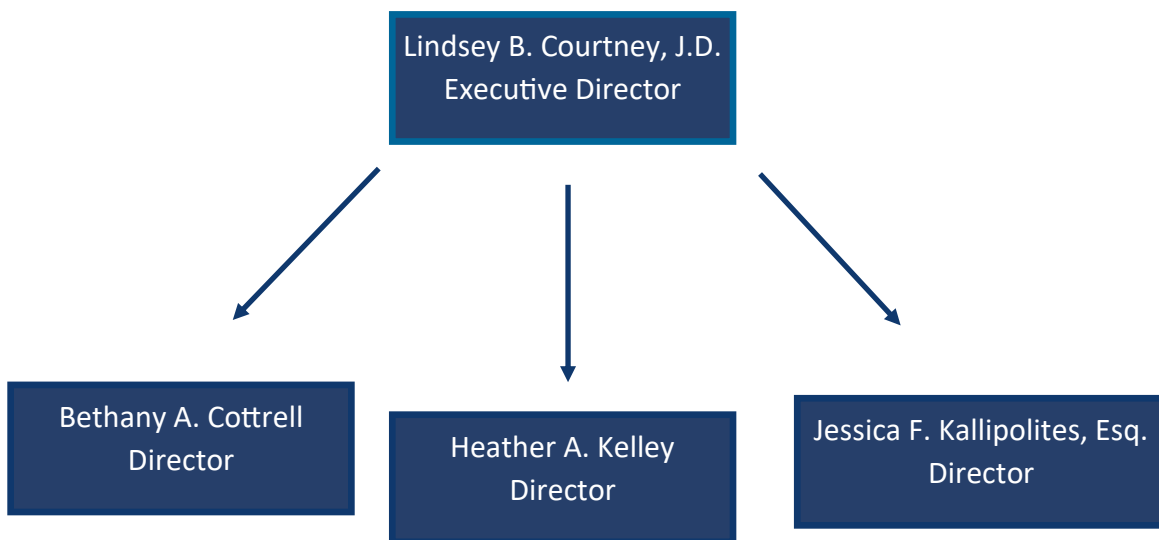 Lindsey B. Courtney, J.D.
Executive Director
Bethany A. Cottrell
Director
Heather A. Kelley
Director
Jessica F. Kallipolites, Esq.
Director